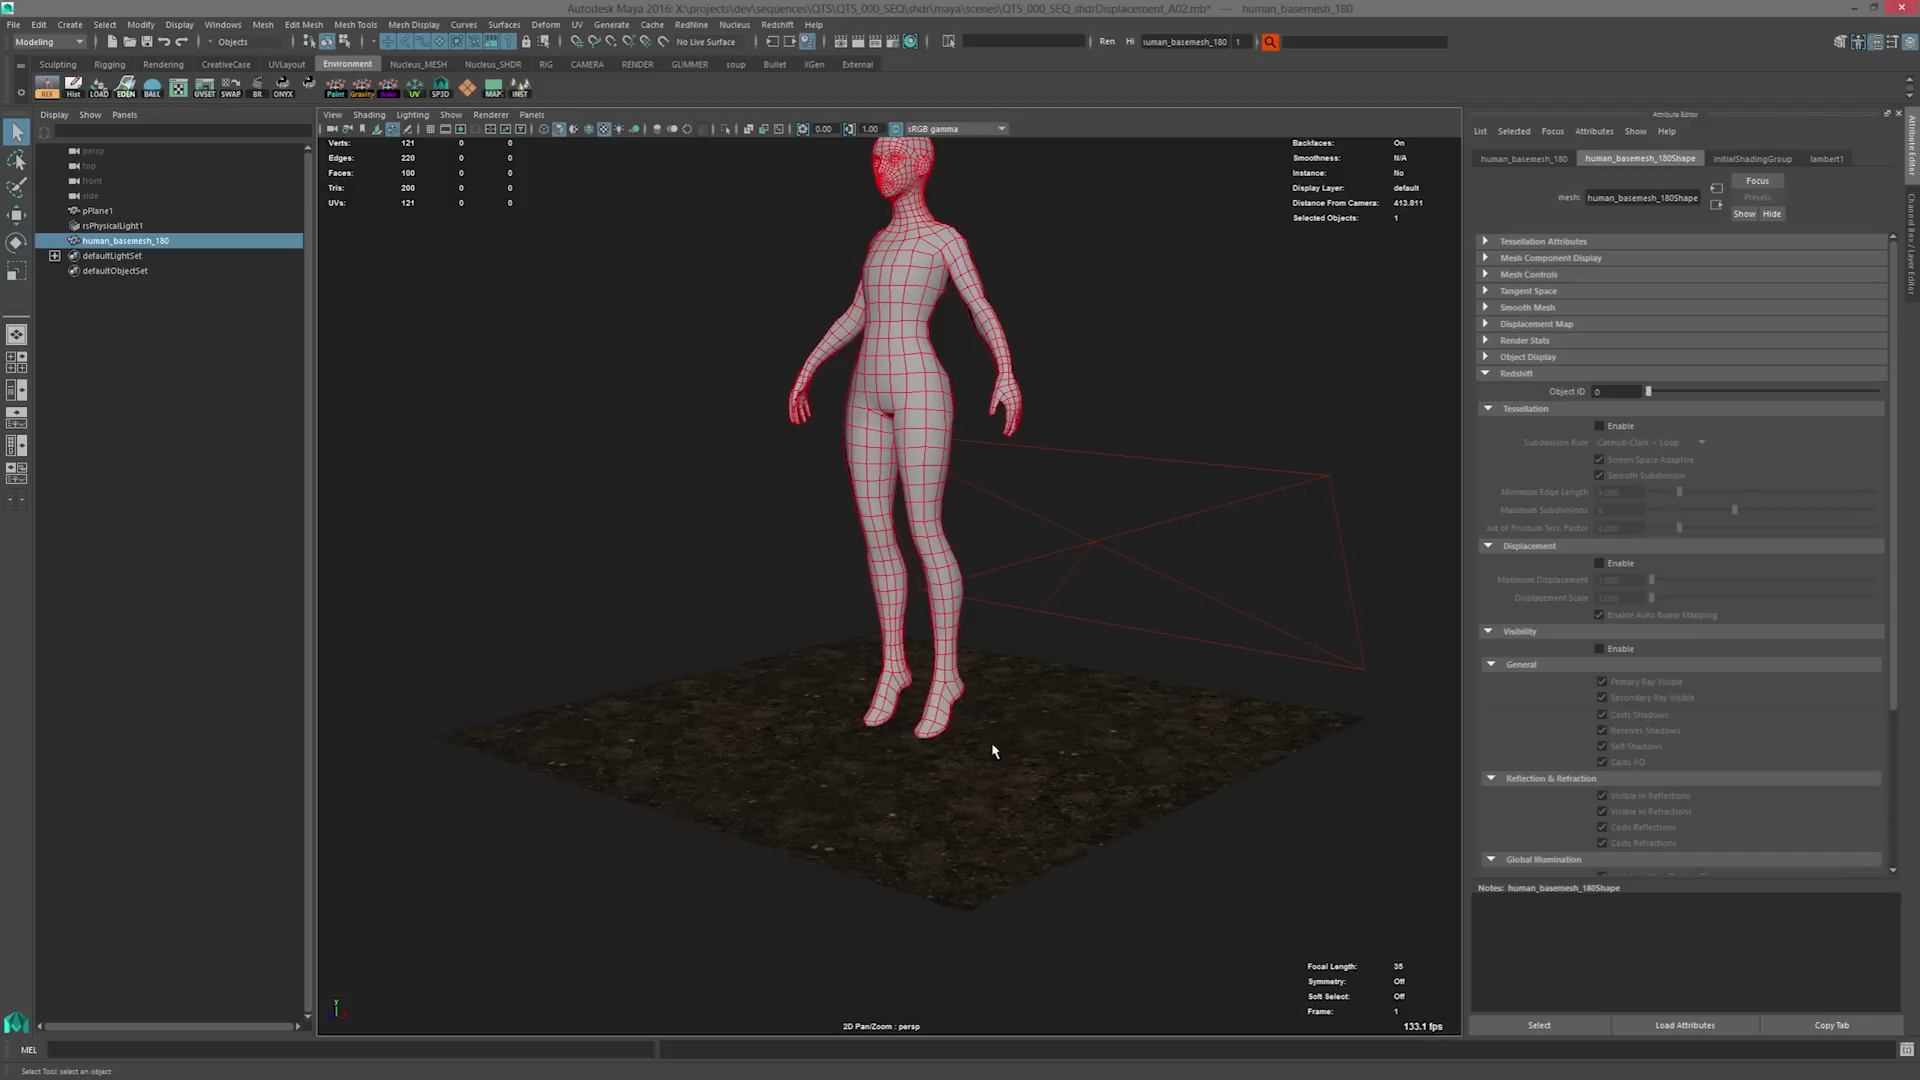 Autodesk Maya 2016: X:\projects\dev\sequences\QTS\QTS_000_SEQ\shdr\maya\scenes\QTS_000_SEQ_shdrDisplacement_A02.mb* --- human_basemesh_180
File Edit Create Select Modify Display Windows Mesh Edit Mesh Mesh Tools Mesh Display Curves Surfaces Deform UV Generate Cache RedNine Nucleus Redshift Help
Modeling Objects No Live Surface Ren Hi uman_basemesh_180 1
Sculpting Rigging Rendering CreativeCase UVLayout Environment Nucleus_MESH Nucleus_SHDR RIG CAMERA RENDER GLIMMER soup Bullet XGen External
REF Hist LOAD EDEN BALL UVSET SWAP BR ONYX Paint Gravity UV SP3D MAP INST
Display Show Panels
View Shading Lighting Show Renderer Panels
0.00 1.00 sRGB gamma
persp
top
front
side
pPlane1
rsPhysicalLight1
human_basemesh_180
defaultLightSet
defaultObjectSet
Verts: 121 0 0
Edges: 220 0 0
Faces: 100 0 0
Tris: 200 0 0
UVs: 121 0 0
Backfaces: On
Smoothness: N/A
Instance: No
Display Layer: default
Distance From Camera: 413.811
Selected Objects: 1
Focal Length: 35
Symmetry: Off
Soft Select: Off
Frame: 1
2D Pan/Zoom : persp
133.1 fps
Attribute Editor
List Selected Focus Attributes Show Help
human_basemesh_180 human_basemesh_180Shape initialShadingGroup lambert1
mesh: human_basemesh_180Shape
Focus
Presets
Show Hide
Tessellation Attributes
Mesh Component Display
Mesh Controls
Tangent Space
Smooth Mesh
Displacement Map
Render Stats
Object Display
Redshift
Object ID 0
Tessellation
Enable
Subdivision Rule Catmull-Clark + Loop
Screen Space Adaptive
Smooth Subdivision
Minimum Edge Length 4.000
Maximum Subdivisions
Out of Frustum Tess. Factor 4.000
Displacement
Enable
Maximum Displacement 1.000
Displacement Scale 1.000
Enable Auto Bump Mapping
Visibility
Enable
General
Primary Ray Visible
Secondary Ray Visible
Casts Shadows
Receives Shadows
Self-Shadows
Casts AO
Reflection & Refraction
Visible in Reflections
Visible in Refractions
Casts Reflections
Casts Refractions
Global Illumination
Notes: human_basemesh_180Shape
Select Load Attributes Copy Tab
Attribute Editor
Channel Box / Layer Editor
MEL
Select Tool: select an object